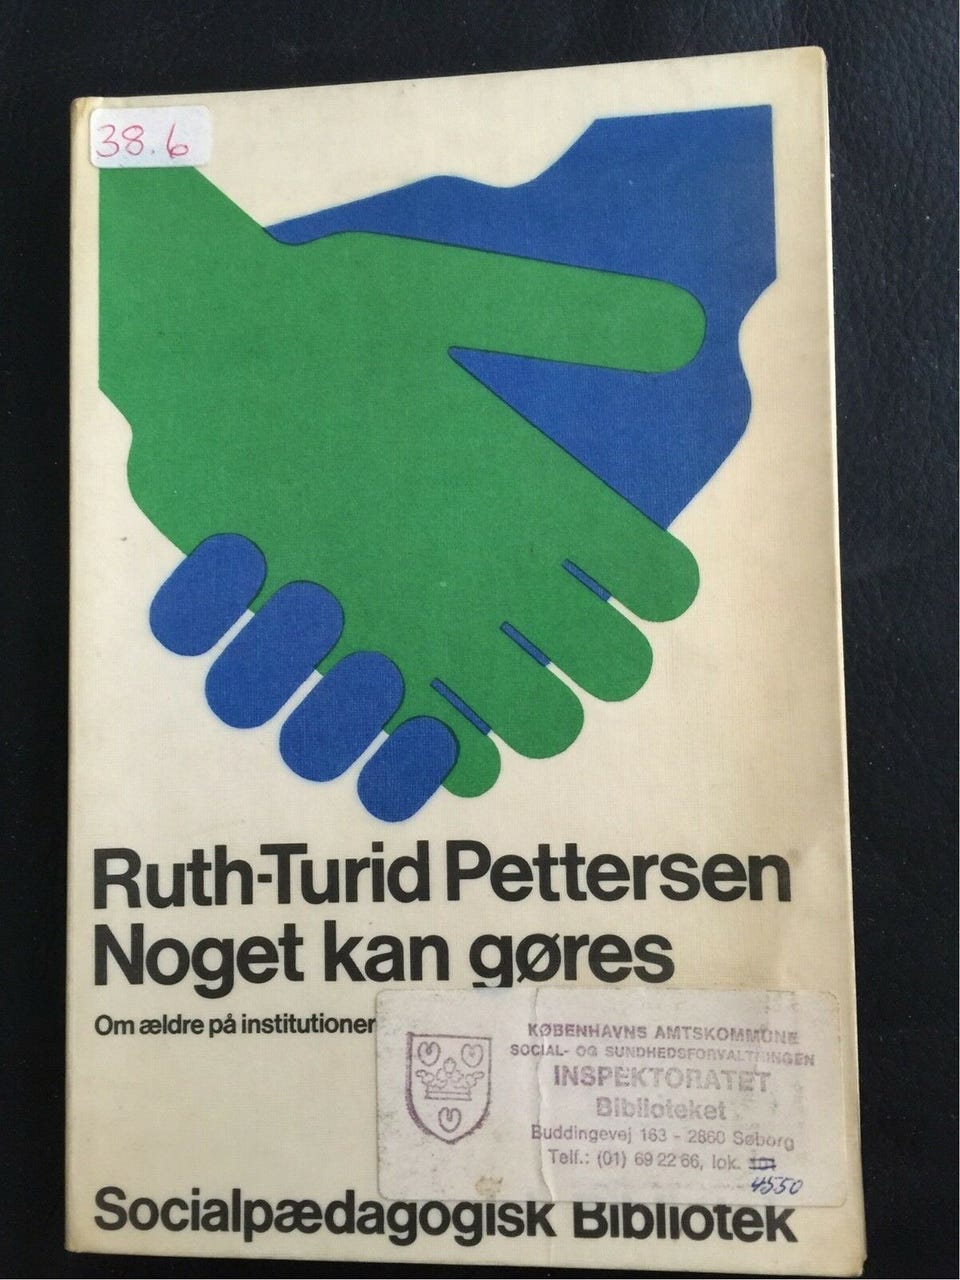 38.6
Ruth-Turid Pettersen
Noget kan gøres
Om ældre på institutioner
KØBENHAVNS AMTSKOMMUNE
SOCIAL- OG SUNDHEDSFORVALTNINGEN
INSPEKTORATET
Biblioteket
Buddingevej 163 - 2860 Søborg
Telf.: (01) 69 22 66, lok.
4550
Socialpædagogisk Bibliotek